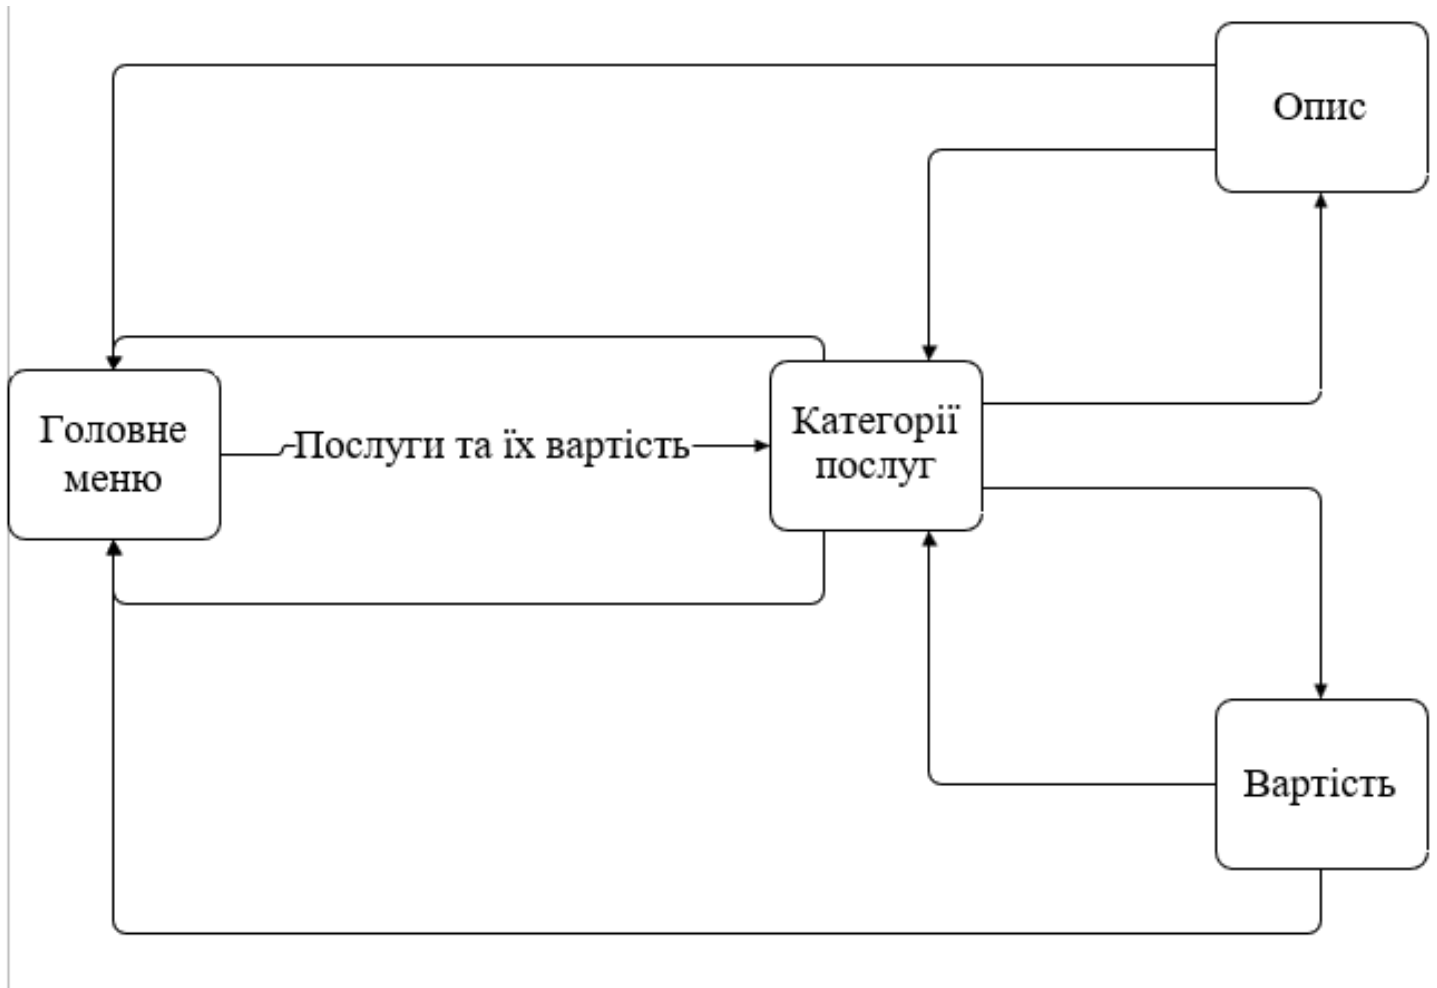 Опис
Головне
меню
Послуги та їх вартість
Категорії
послуг
Вартість